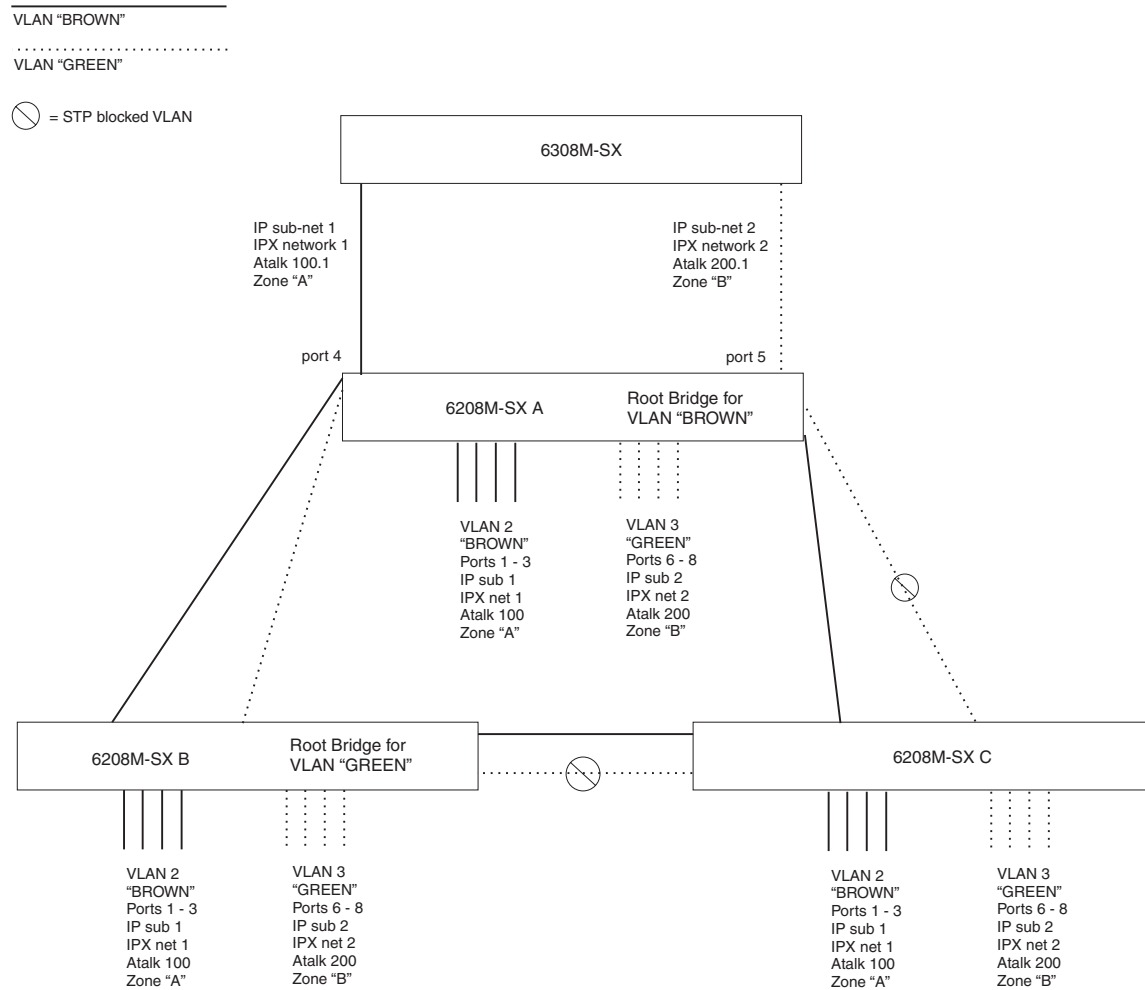 VLAN “BROWN”
VLAN “GREEN”
= STP blocked VLAN
6308M-SX
IP sub-net 1
IPX network 1
Atalk 100.1
Zone “A”
IP sub-net 2
IPX network 2
Atalk 200.1
Zone “B”
port 4
port 5
6208M-SX A
Root Bridge for
VLAN “BROWN”
VLAN 2
“BROWN”
Ports 1 - 3
IP sub 1
IPX net 1
Atalk 100
Zone “A”
VLAN 3
“GREEN”
Ports 6 - 8
IP sub 2
IPX net 2
Atalk 200
Zone “B”
6208M-SX B
Root Bridge for
VLAN “GREEN”
6208M-SX C
VLAN 2
“BROWN”
Ports 1 - 3
IP sub 1
IPX net 1
Atalk 100
Zone “A”
VLAN 3
“GREEN”
Ports 6 - 8
IP sub 2
IPX net 2
Atalk 200
Zone “B”
VLAN 2
“BROWN”
Ports 1 - 3
IP sub 1
IPX net 1
Atalk 100
Zone “A”
VLAN 3
“GREEN”
Ports 6 - 8
IP sub 2
IPX net 2
Atalk 200
Zone “B”